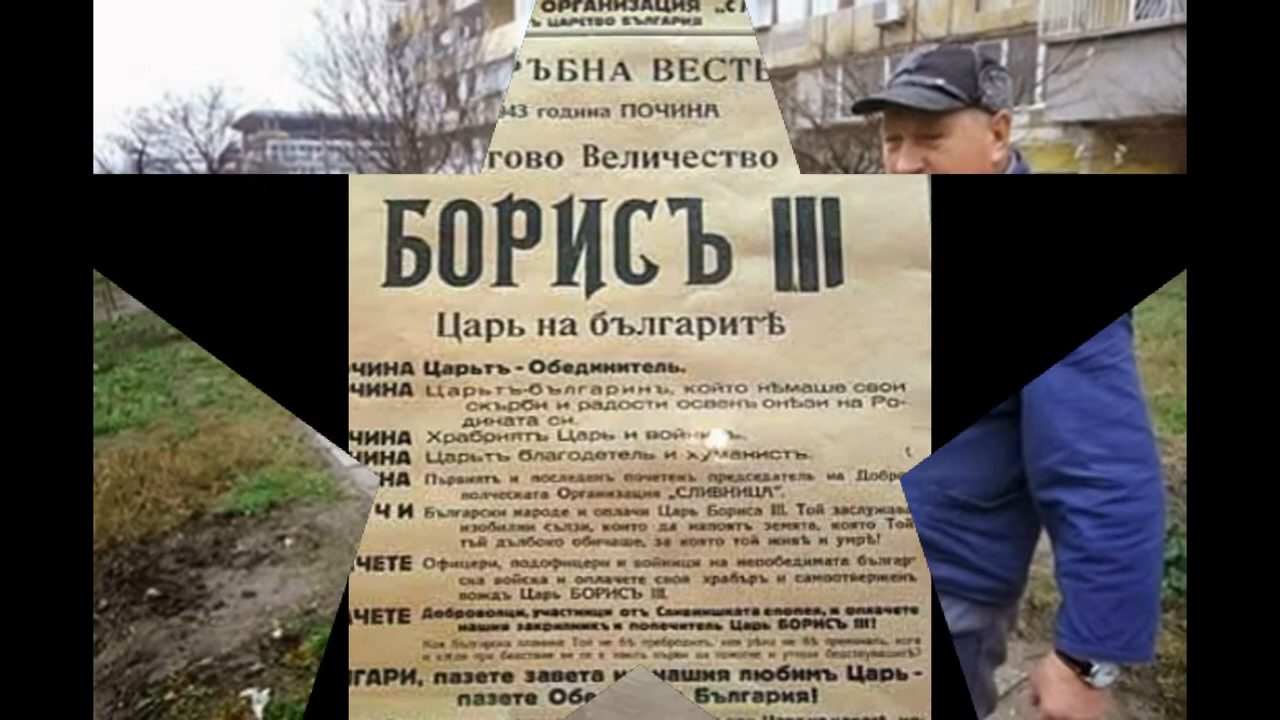 ОРГАНИЗАЦИЯ „С
Ъ ЦАРСТВО БЪЛГАРИЯ
РЪБНА ВЕСТЬ
943 година ПОЧИНА
гово Величество
БОРИСЪ III
Царь на българитѣ
ЧИНА Царьтъ - Обединитель.
ЧИНА Царьтъ-българинъ, който нѣмаше свои
скърби и радости освенъ онѣзи на Ро-
дината си.
ЧИНА Храбриятъ Царь и войникъ.
ЧИНА Царьтъ благодетель и хуманистъ.
НА Първиятъ и последенъ почетенъ председатель на Добро
полческата Организация „СЛИВНИЦА".
ЧИ Български народе и оплачи Царь Бориса III. Той заслужава
изобилни сълзи, които да напоятъ земята, която Той
тъй дълбоко обичаше, за която той живѣ и умрѣ!
ЧЕТЕ Офицери, подофицери и войници на непобедимата българ
ска войска и оплачете своя храбъръ и самоотверженъ
вождъ Царь БОРИСЪ III.
АЧЕТЕ Доброволци, участници отъ Сливнишката епопея, и оплачете
нашия закрилникъ и попечитель Царь БОРИСЪ III!
ГАРИ, пазете завета на нашия любимъ Царь -
пазете Обе България!